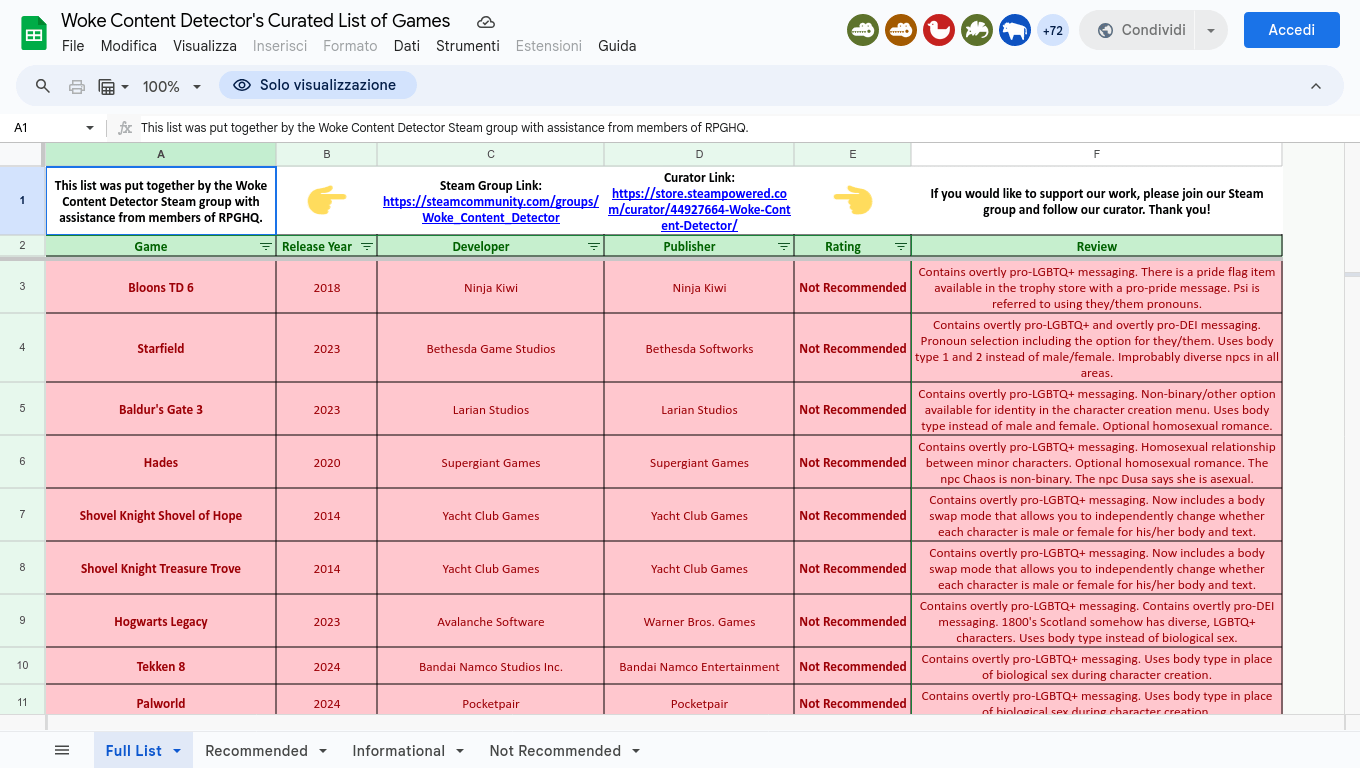 Woke Content Detector's Curated List of Games
File Modifica Visualizza Inserisci Formato Dati Strumenti Estensioni Guida
+72
Condividi
Accedi
100%
Solo visualizzazione
A1
fx This list was put together by the Woke Content Detector Steam group with assistance from members of RPGHQ.
A B C D E F
1
This list was put together by the Woke
Content Detector Steam group with
assistance from members of RPGHQ.
Steam Group Link:
https://steamcommunity.com/groups/
Woke_Content_Detector
Curator Link:
https://store.steampowered.co
m/curator/44927664-Woke-Cont
ent-Detector/
If you would like to support our work, please join our Steam
group and follow our curator. Thank you!
2 Game Release Year Developer Publisher Rating Review
3 Bloons TD 6 2018 Ninja Kiwi Ninja Kiwi Not Recommended
Contains overtly pro-LGBTQ+ messaging. There is a pride flag item
available in the trophy store with a pro-pride message. Psi is
referred to using they/them pronouns.
4 Starfield 2023 Bethesda Game Studios Bethesda Softworks Not Recommended
Contains overtly pro-LGBTQ+ and overtly pro-DEI messaging.
Pronoun selection including the option for they/them. Uses body
type 1 and 2 instead of male/female. Improbably diverse npcs in all
areas.
5 Baldur's Gate 3 2023 Larian Studios Larian Studios Not Recommended
Contains overtly pro-LGBTQ+ messaging. Non-binary/other option
available for identity in the character creation menu. Uses body
type instead of male and female. Optional homosexual romance.
6 Hades 2020 Supergiant Games Supergiant Games Not Recommended
Contains overtly pro-LGBTQ+ messaging. Homosexual relationship
between minor characters. Optional homosexual romance. The
npc Chaos is non-binary. The npc Dusa says she is asexual.
7 Shovel Knight Shovel of Hope 2014 Yacht Club Games Yacht Club Games Not Recommended
Contains overtly pro-LGBTQ+ messaging. Now includes a body
swap mode that allows you to independently change whether
each character is male or female for his/her body and text.
8 Shovel Knight Treasure Trove 2014 Yacht Club Games Yacht Club Games Not Recommended
Contains overtly pro-LGBTQ+ messaging. Now includes a body
swap mode that allows you to independently change whether
each character is male or female for his/her body and text.
9 Hogwarts Legacy 2023 Avalanche Software Warner Bros. Games Not Recommended
Contains overtly pro-LGBTQ+ messaging. Contains overtly pro-DEI
messaging. 1800's Scotland somehow has diverse, LGBTQ+
characters. Uses body type instead of biological sex.
10 Tekken 8 2024 Bandai Namco Studios Inc. Bandai Namco Entertainment Not Recommended
Contains overtly pro-LGBTQ+ messaging. Uses body type in place
of biological sex during character creation.
11 Palworld 2024 Pocketpair Pocketpair Not Recommended
Contains overtly pro-LGBTQ+ messaging. Uses body type in place
of biological sex during character creation.
Full List Recommended Informational Not Recommended